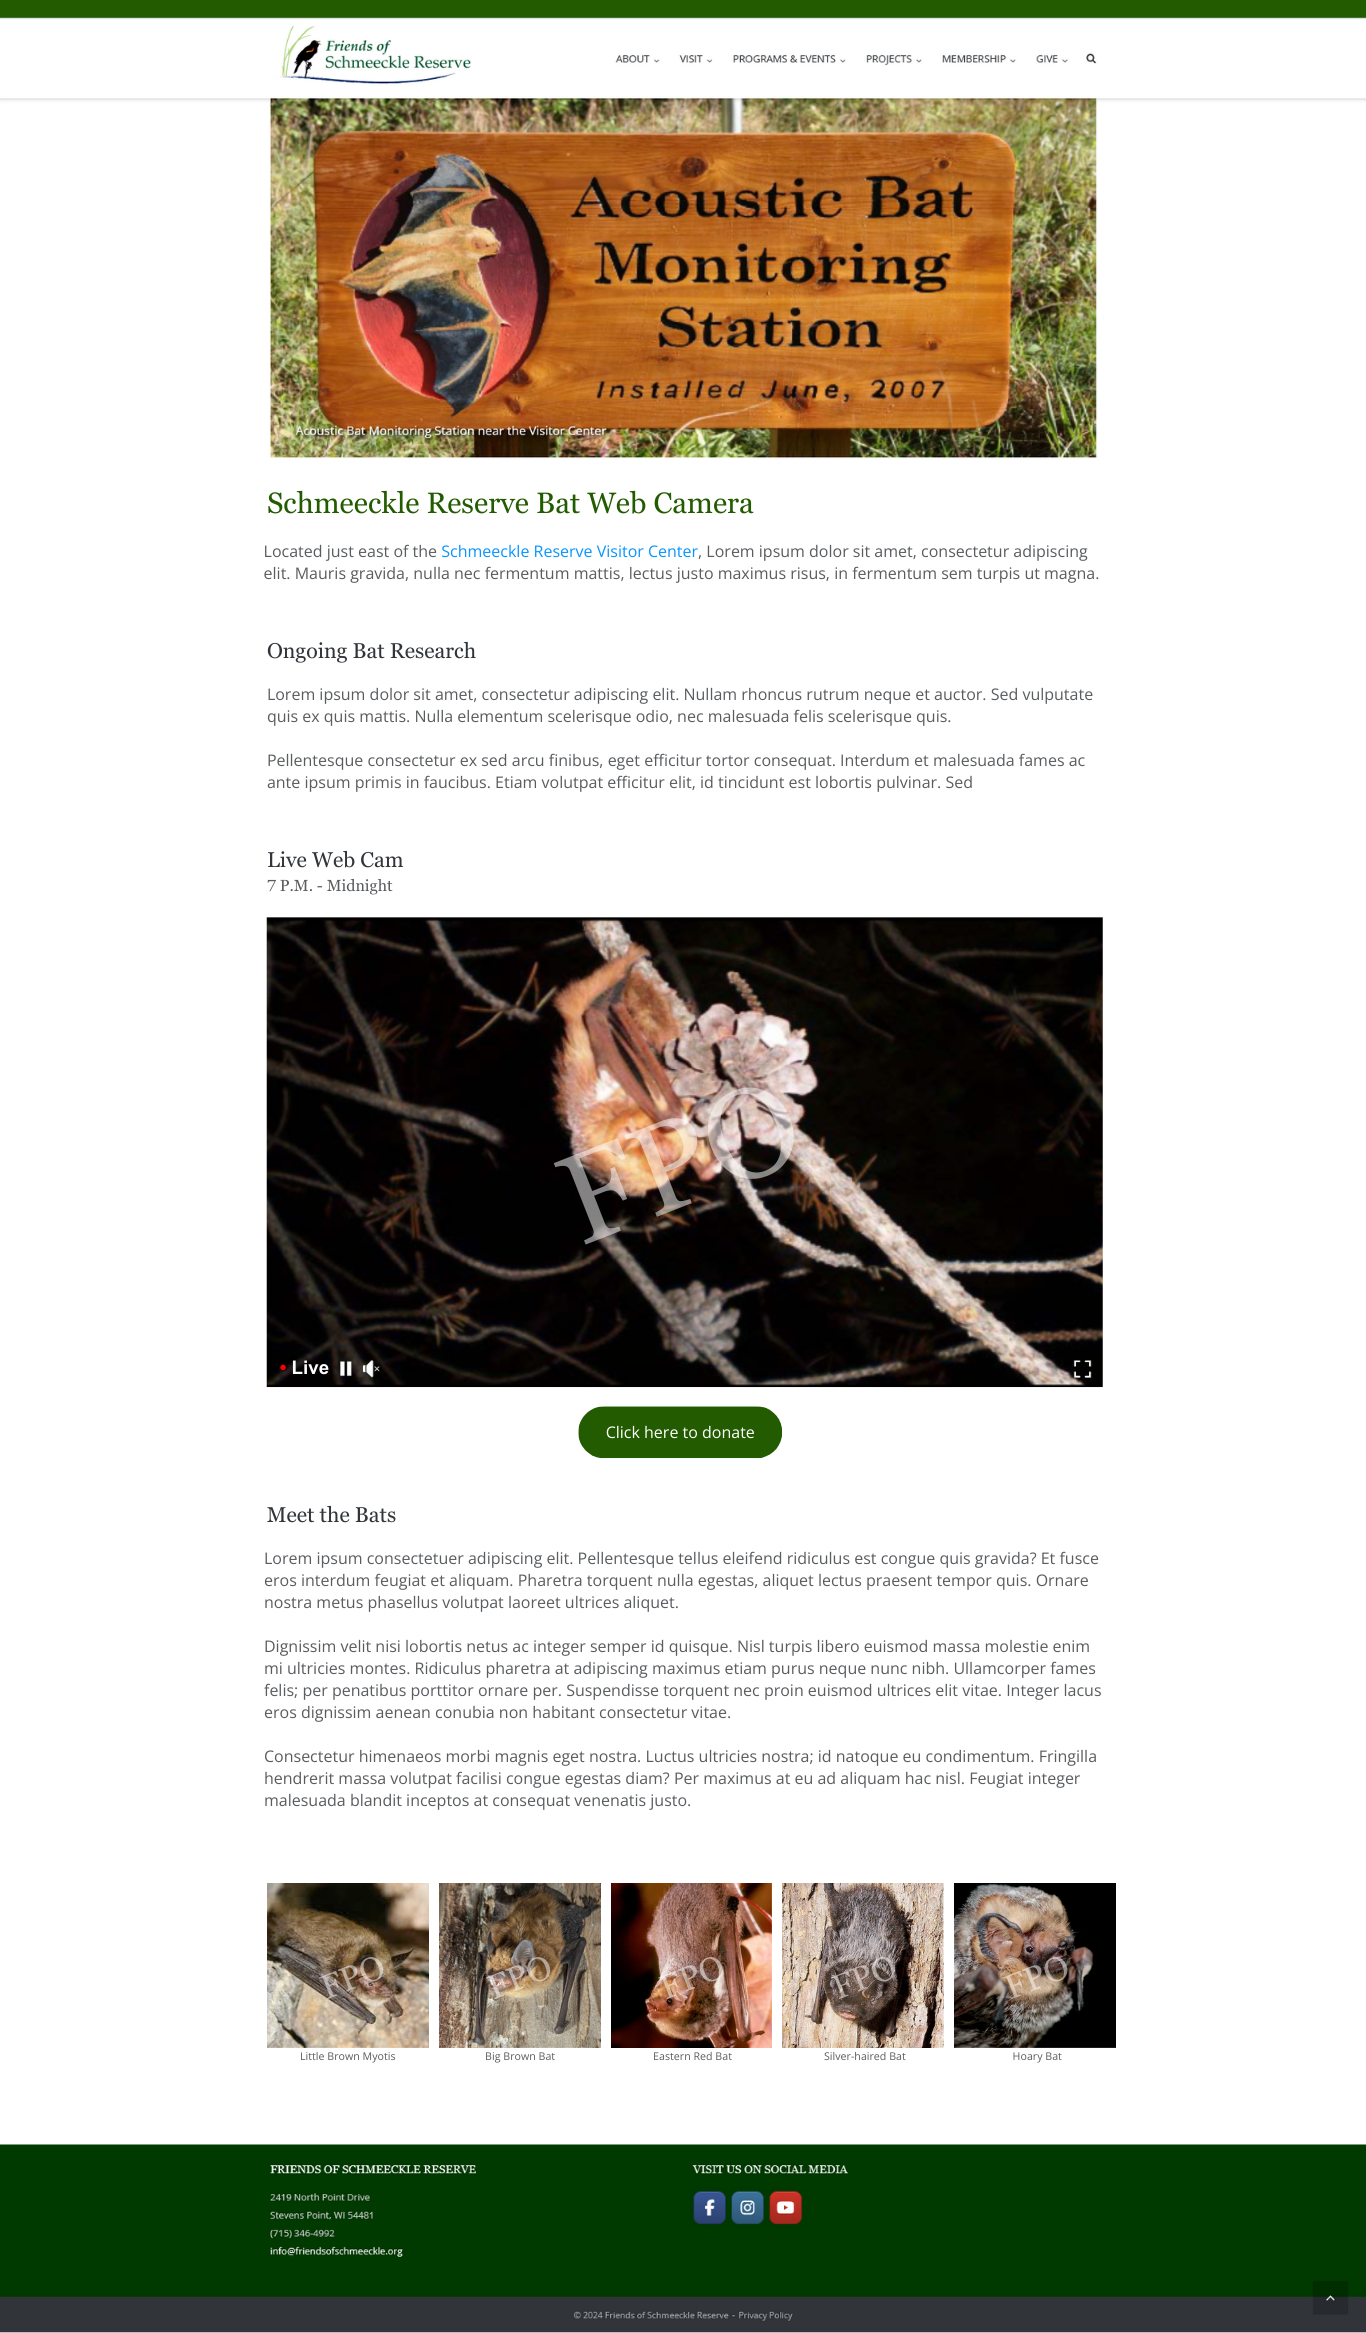 Friends of
Schmeeckle Reserve
ABOUT
VISIT
PROGRAMS & EVENTS
PROJECTS
MEMBERSHIP
GIVE
Acoustic Bat
Monitoring
Station
Installed June, 2007
Acoustic Bat Monitoring Station near the Visitor Center
Schmeeckle Reserve Bat Web Camera
Located just east of the Schmeeckle Reserve Visitor Center, Lorem ipsum dolor sit amet, consectetur adipiscing
elit. Mauris gravida, nulla nec fermentum mattis, lectus justo maximus risus, in fermentum sem turpis ut magna.
Ongoing Bat Research
Lorem ipsum dolor sit amet, consectetur adipiscing elit. Nullam rhoncus rutrum neque et auctor. Sed vulputate
quis ex quis mattis. Nulla elementum scelerisque odio, nec malesuada felis scelerisque quis.
Pellentesque consectetur ex sed arcu finibus, eget efficitur tortor consequat. Interdum et malesuada fames ac
ante ipsum primis in faucibus. Etiam volutpat efficitur elit, id tincidunt est lobortis pulvinar. Sed
Live Web Cam
7 P.M. - Midnight
FPO
Live
Click here to donate
Meet the Bats
Lorem ipsum consectetuer adipiscing elit. Pellentesque tellus eleifend ridiculus est congue quis gravida? Et fusce
eros interdum feugiat et aliquam. Pharetra torquent nulla egestas, aliquet lectus praesent tempor quis. Ornare
nostra metus phasellus volutpat laoreet ultrices aliquet.
Dignissim velit nisi lobortis netus ac integer semper id quisque. Nisl turpis libero euismod massa molestie enim
mi ultricies montes. Ridiculus pharetra at adipiscing maximus etiam purus neque nunc nibh. Ullamcorper fames
felis; per penatibus porttitor ornare per. Suspendisse torquent nec proin euismod ultrices elit vitae. Integer lacus
eros dignissim aenean conubia non habitant consectetur vitae.
Consectetur himenaeos morbi magnis eget nostra. Luctus ultricies nostra; id natoque eu condimentum. Fringilla
hendrerit massa volutpat facilisi congue egestas diam? Per maximus at eu ad aliquam hac nisl. Feugiat integer
malesuada blandit inceptos at consequat venenatis justo.
FPO
FPO
FPO
FPO
FPO
Little Brown Myotis
Big Brown Bat
Eastern Red Bat
Silver-haired Bat
Hoary Bat
FRIENDS OF SCHMEECKLE RESERVE
2419 North Point Drive
Stevens Point, WI 54481
(715) 346-4992
info@friendsofschmeeckle.org
VISIT US ON SOCIAL MEDIA
© 2024 Friends of Schmeeckle Reserve - Privacy Policy